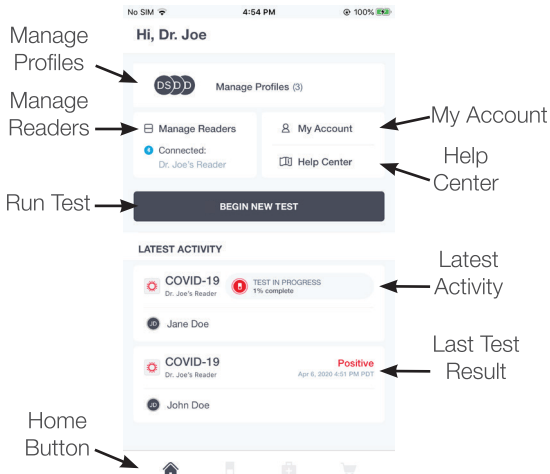 No SIM 4:54 PM 100%
Hi, Dr. Joe
Manage
Profiles
DS D D Manage Profiles (3)
Manage
Readers
Manage Readers
Connected:
Dr. Joe's Reader
My Account
Help Center
My Account
Help
Center
Run Test
BEGIN NEW TEST
LATEST ACTIVITY
COVID-19
Dr. Joe's Reader
TEST IN PROGRESS
1% complete
Latest
Activity
JD Jane Doe
COVID-19
Dr. Joe's Reader
Positive
Apr 6, 2020 4:51 PM PDT
Last Test
Result
JD John Doe
Home
Button